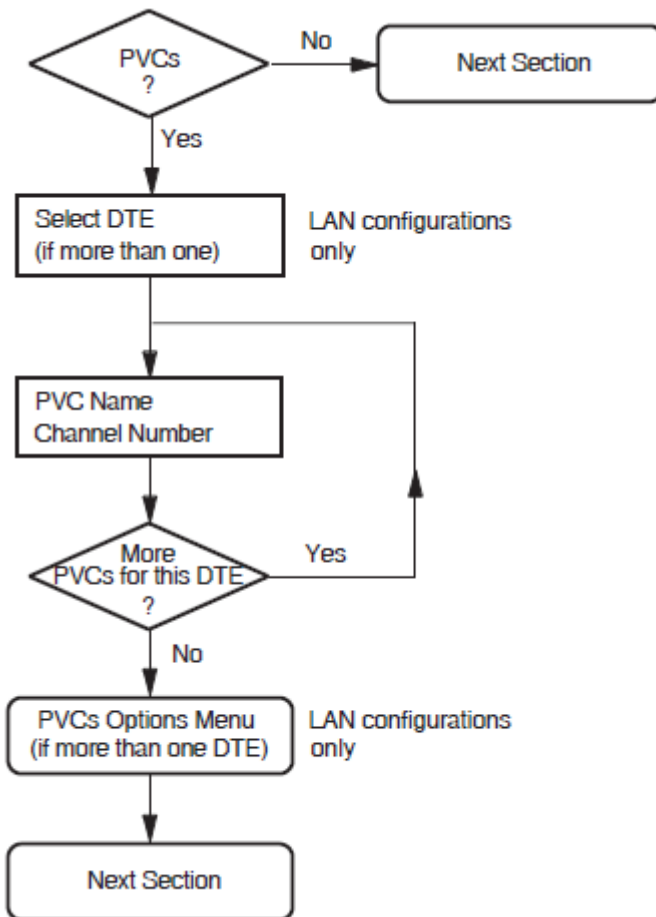 PVCs
?
No
Next Section
Yes
Select DTE
(if more than one)
LAN configurations
only
PVC Name
Channel Number
More
PVCs for this DTE
?
Yes
No
PVCs Options Menu
(if more than one DTE)
LAN configurations
only
Next Section